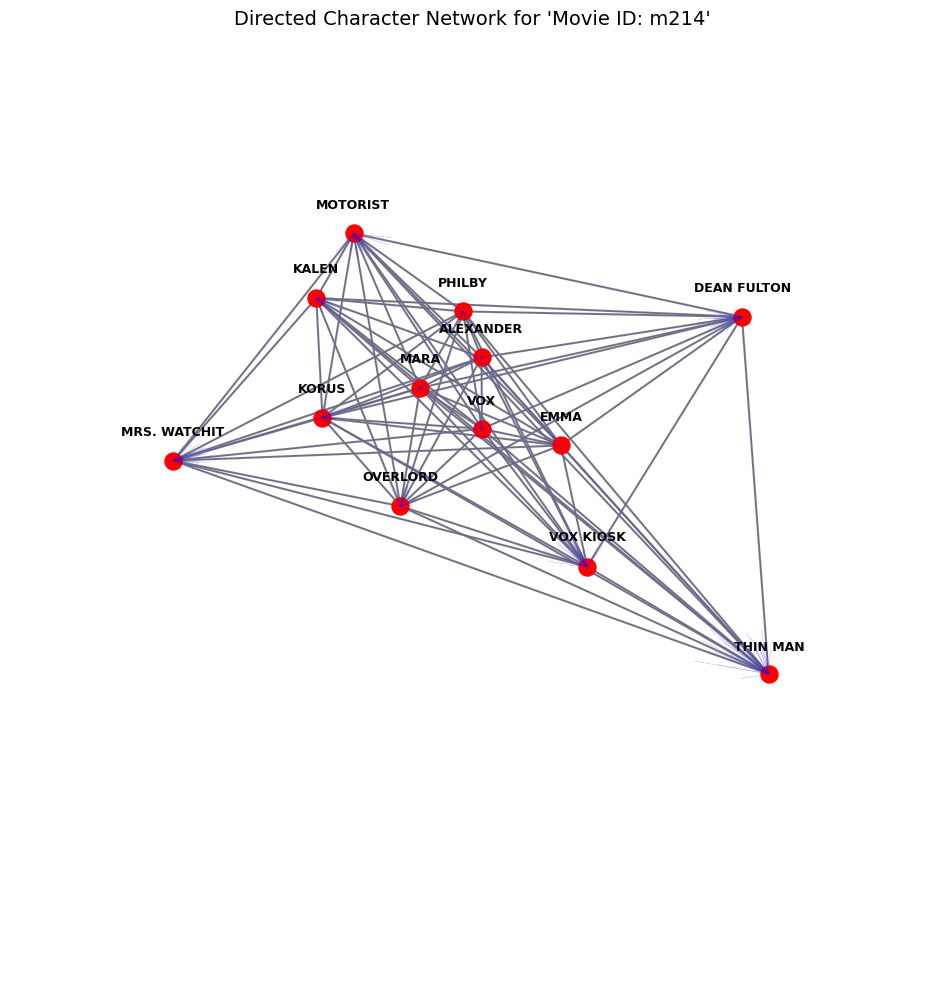 Directed Character Network for 'Movie ID: m214'
MOTORIST
KALEN
PHILBY
DEAN FULTON
ALEXANDER
MARA
KORUS
VOX
EMMA
MRS. WATCHIT
OVERLORD
VOX KIOSK
THIN MAN